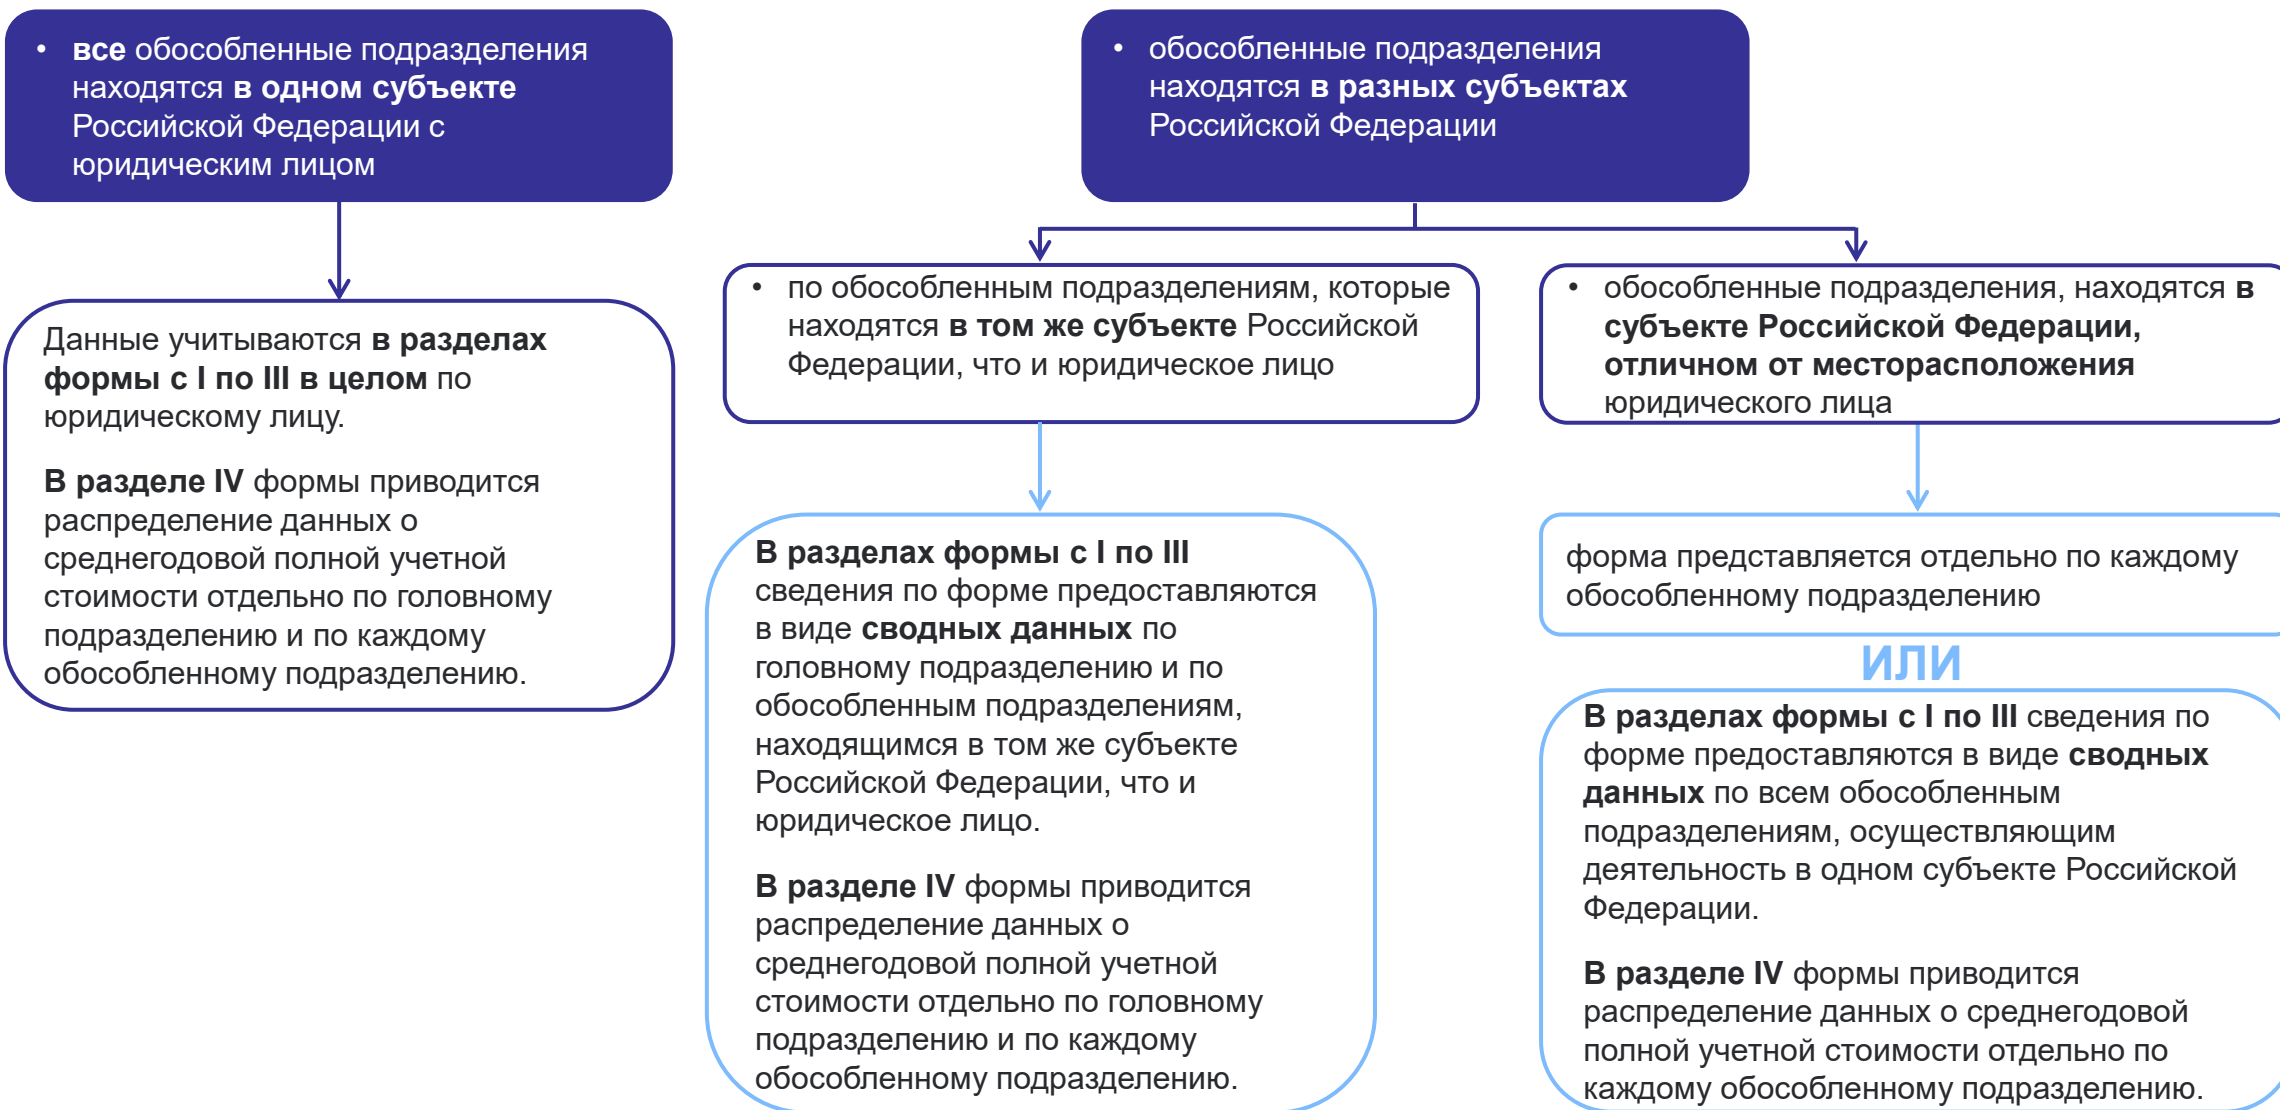 • все обособленные подразделения
находятся в одном субъекте
Российской Федерации с
юридическим лицом
Данные учитываются в разделах
формы с I по III в целом по
юридическому лицу.
В разделе IV формы приводится
распределение данных о
среднегодовой полной учетной
стоимости отдельно по головному
подразделению и по каждому
обособленному подразделению.
• обособленные подразделения
находятся в разных субъектах
Российской Федерации
• по обособленным подразделениям, которые
находятся в том же субъекте Российской
Федерации, что и юридическое лицо
В разделах формы с I по III
сведения по форме предоставляются
в виде сводных данных по
головному подразделению и по
обособленным подразделениям,
находящимся в том же субъекте
Российской Федерации, что и
юридическое лицо.
В разделе IV формы приводится
распределение данных о
среднегодовой полной учетной
стоимости отдельно по головному
подразделению и по каждому
обособленному подразделению.
• обособленные подразделения, находятся в
субъекте Российской Федерации,
отличном от месторасположения
юридического лица
форма представляется отдельно по каждому
обособленному подразделению
ИЛИ
В разделах формы с I по III сведения по
форме предоставляются в виде сводных
данных по всем обособленным
подразделениям, осуществляющим
деятельность в одном субъекте Российской
Федерации.
В разделе IV формы приводится
распределение данных о среднегодовой
полной учетной стоимости отдельно по
каждому обособленному подразделению.